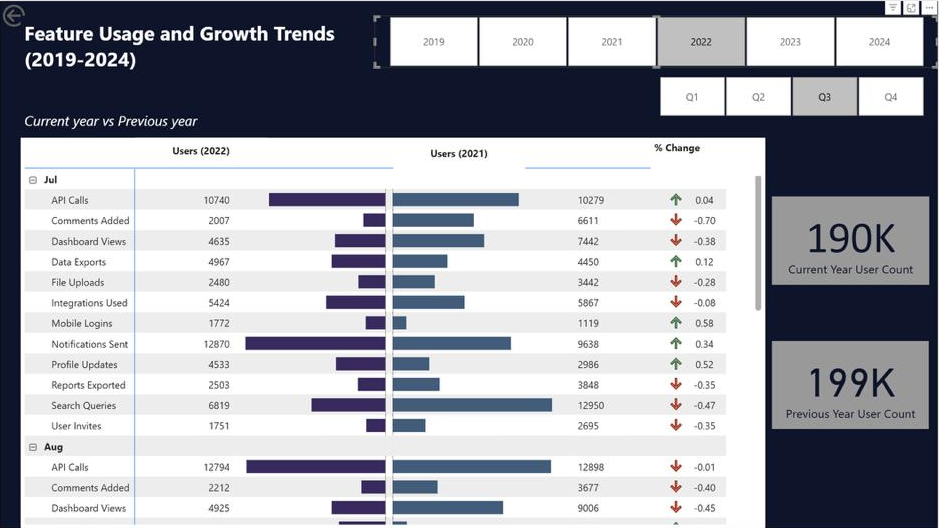 Feature Usage and Growth Trends
(2019-2024)
2019 2020 2021 2022 2023 2024
Q1 Q2 Q3 Q4
Current year vs Previous year
Users (2022) Users (2021) % Change
Jul
API Calls 10740 10279 0.04
Comments Added 2007 6611 -0.70
Dashboard Views 4635 7442 -0.38
Data Exports 4967 4450 0.12
File Uploads 2480 3442 -0.28
Integrations Used 5424 5867 -0.08
Mobile Logins 1772 1119 0.58
Notifications Sent 12870 9638 0.34
Profile Updates 4533 2986 0.52
Reports Exported 2503 3848 -0.35
Search Queries 6819 12950 -0.47
User Invites 1751 2695 -0.35
Aug
API Calls 12794 12898 -0.01
Comments Added 2212 3677 -0.40
Dashboard Views 4925 9006 -0.45
190K
Current Year User Count
199K
Previous Year User Count